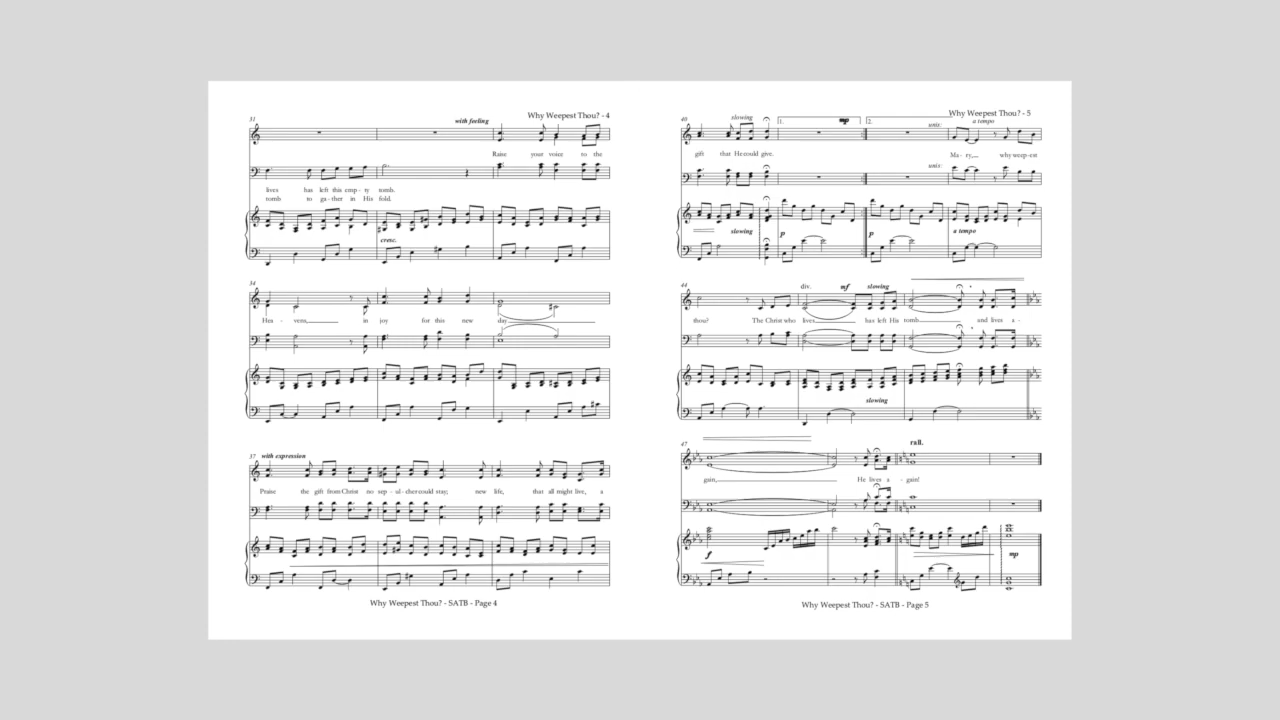 Why Weepest Thou? - 4
31
with feeling
Raise your voice to the
lives has left this emp - ty tomb.
tomb to ga - ther in His fold.
cresc.
34
Hea - vens, in joy for this new day
37 with expression
Praise the gift from Christ no sep - ul - cher could stay; new life, that all might live, a
Why Weepest Thou? - SATB - Page 4
Why Weepest Thou? - 5
40 slowing 1. mp 2. unis: a tempo
gift that He could give. Ma - ry, why weep - est
unis:
slowing p p a tempo
44 div. mf slowing
thou? The Christ who lives has left His tomb and lives a -
slowing
47 rall.
gain, He lives a - gain!
f mp
Why Weepest Thou? - SATB - Page 5